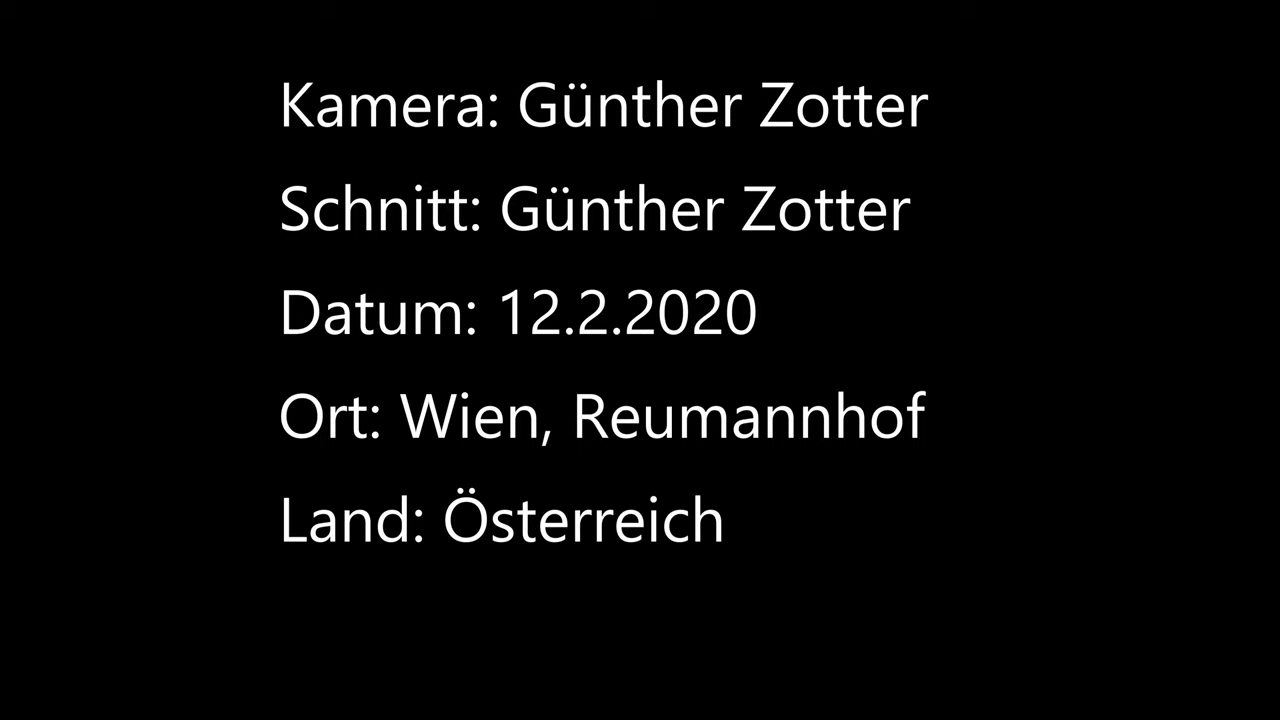 Kamera: Günther Zotter
Schnitt: Günther Zotter
Datum: 12.2.2020
Ort: Wien, Reumannhof
Land: Österreich